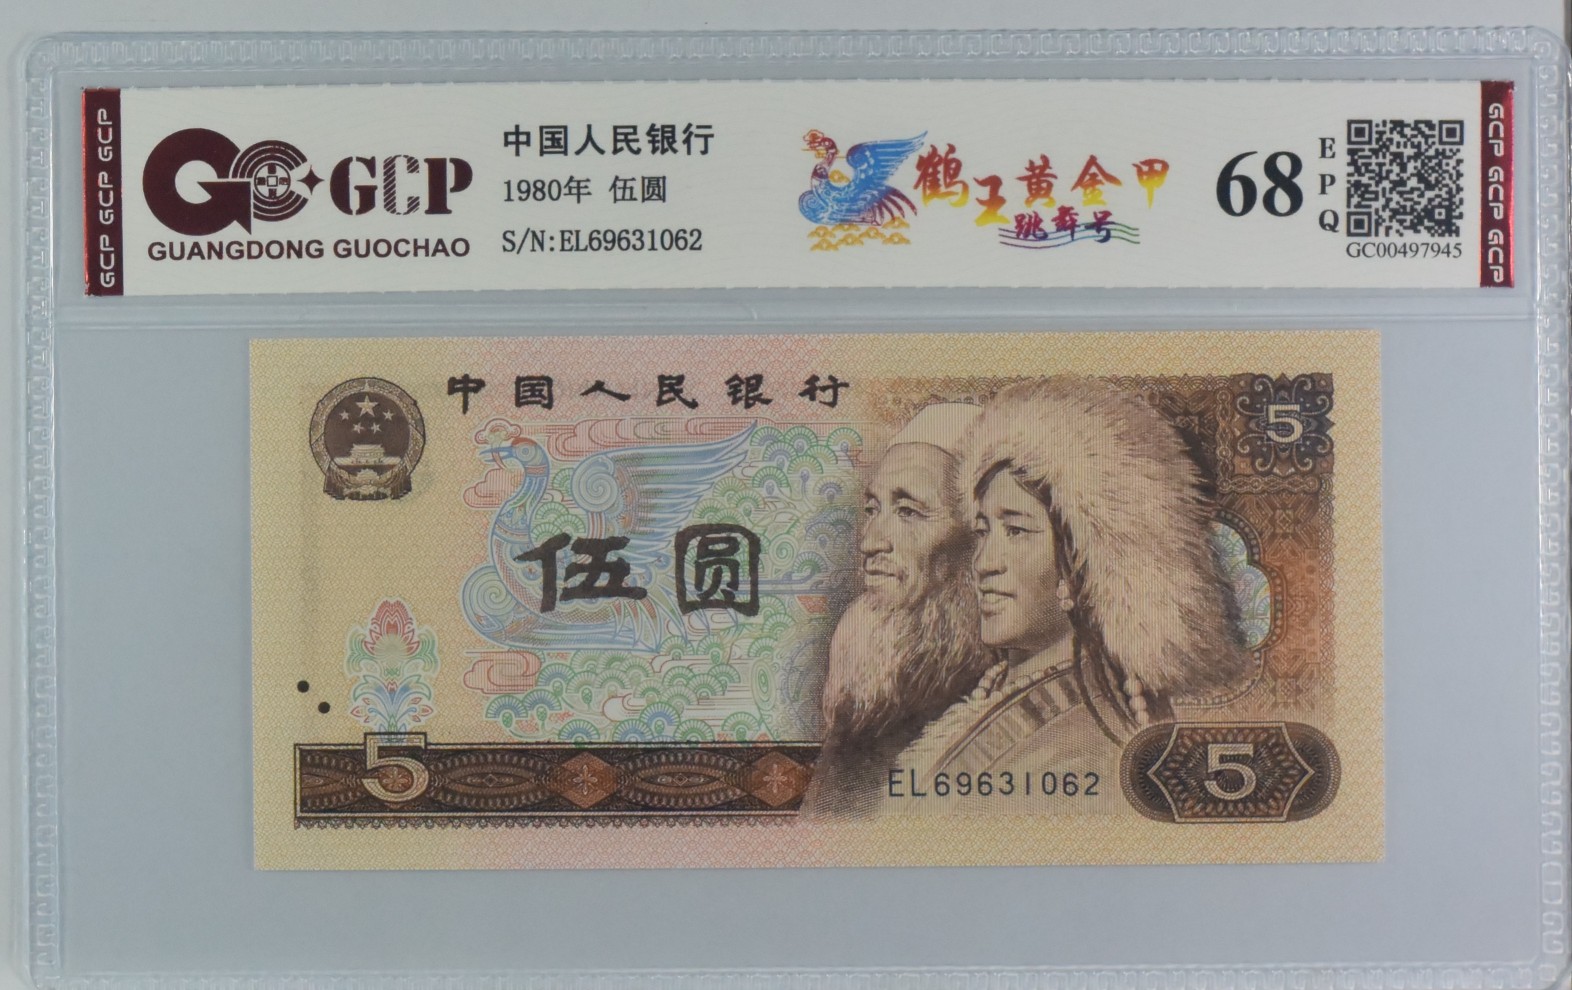 GCP GCP GCP
GCP
GUANGDONG GUOCHAO
中国人民银行
1980年 伍圆
S/N:EL69631062
鹤王黄金甲
跳舞号
68
EPQ
GC00497945
GCP GCP GCP
中国人民银行
5
伍圆
5
EL69631062
5